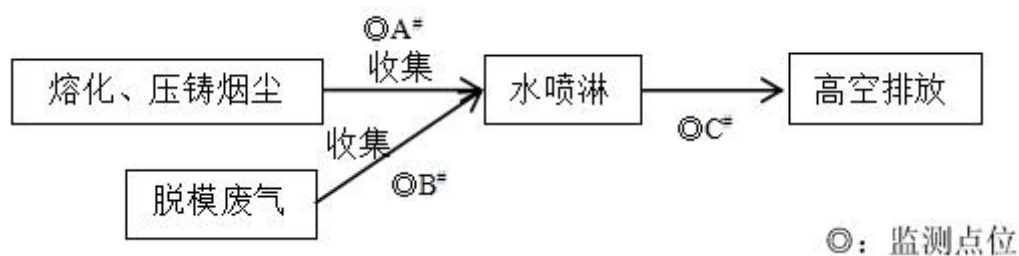 ◎A#
收集
熔化、压铸烟尘
水喷淋
高空排放
◎C#
收集
◎B#
脱模废气
◎：监测点位